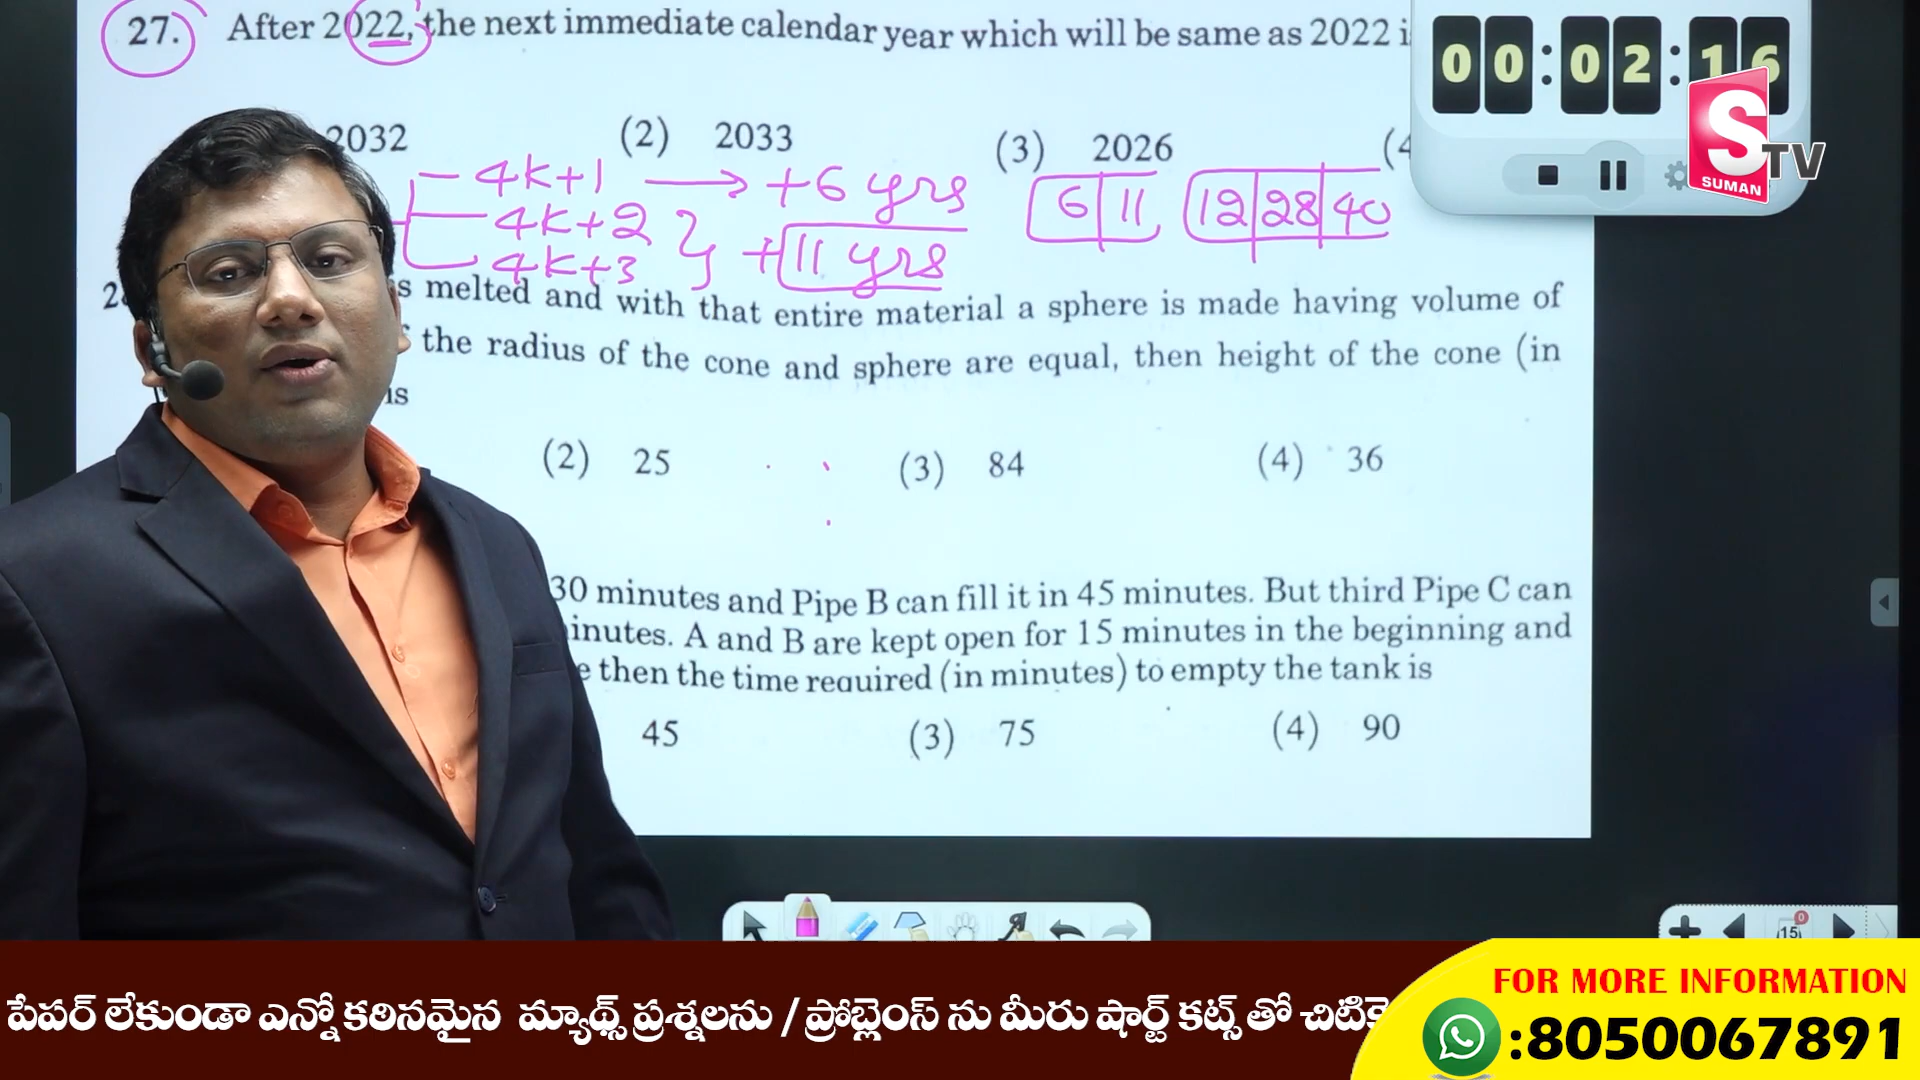 27. After 2022, the next immediate calendar year which will be same as 2022 i
00:02:16
2032 (2) 2033 (3) 2026 (4
4k+1 → +6 yrs
4k+2
4k+3 +11 yrs
6 11 12 28 40
S TV
SUMAN
2 s melted and with that entire material a sphere is made having volume of
the radius of the cone and sphere are equal, then height of the cone (in
is
(2) 25 (3) 84 (4) 36
30 minutes and Pipe B can fill it in 45 minutes. But third Pipe C can
inutes. A and B are kept open for 15 minutes in the beginning and
e then the time required (in minutes) to empty the tank is
45 (3) 75 (4) 90
15
0
పేపర్ లేకుండా ఎన్నో కఠినమైన మ్యాథ్స్ ప్రశ్నలను / ప్రోబ్లెంస్ ను మీరు షార్ట్ కట్స్ తో చిటికె
FOR MORE INFORMATION
:8050067891